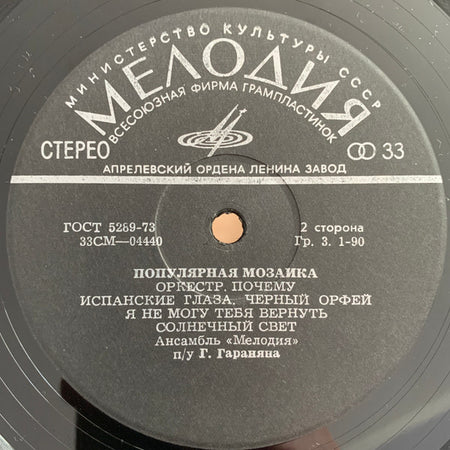 МИНИСТЕРСТВО КУЛЬТУРЫ СССР
МЕЛОДИЯ
ВСЕСОЮЗНАЯ ФИРМА ГРАМПЛАСТИНОК
СТЕРЕО
33
АПРЕЛЕВСКИЙ ОРДЕНА ЛЕНИНА ЗАВОД
ГОСТ 5289-73
2 сторона
33СМ—04440
Гр. 3. 1-90
ПОПУЛЯРНАЯ МОЗАИКА
ОРКЕСТР. ПОЧЕМУ
ИСПАНСКИЕ ГЛАЗА. ЧЕРНЫЙ ОРФЕЙ
Я НЕ МОГУ ТЕБЯ ВЕРНУТЬ
СОЛНЕЧНЫЙ СВЕТ
Ансамбль «Мелодия»
п/у Г. Гараняна